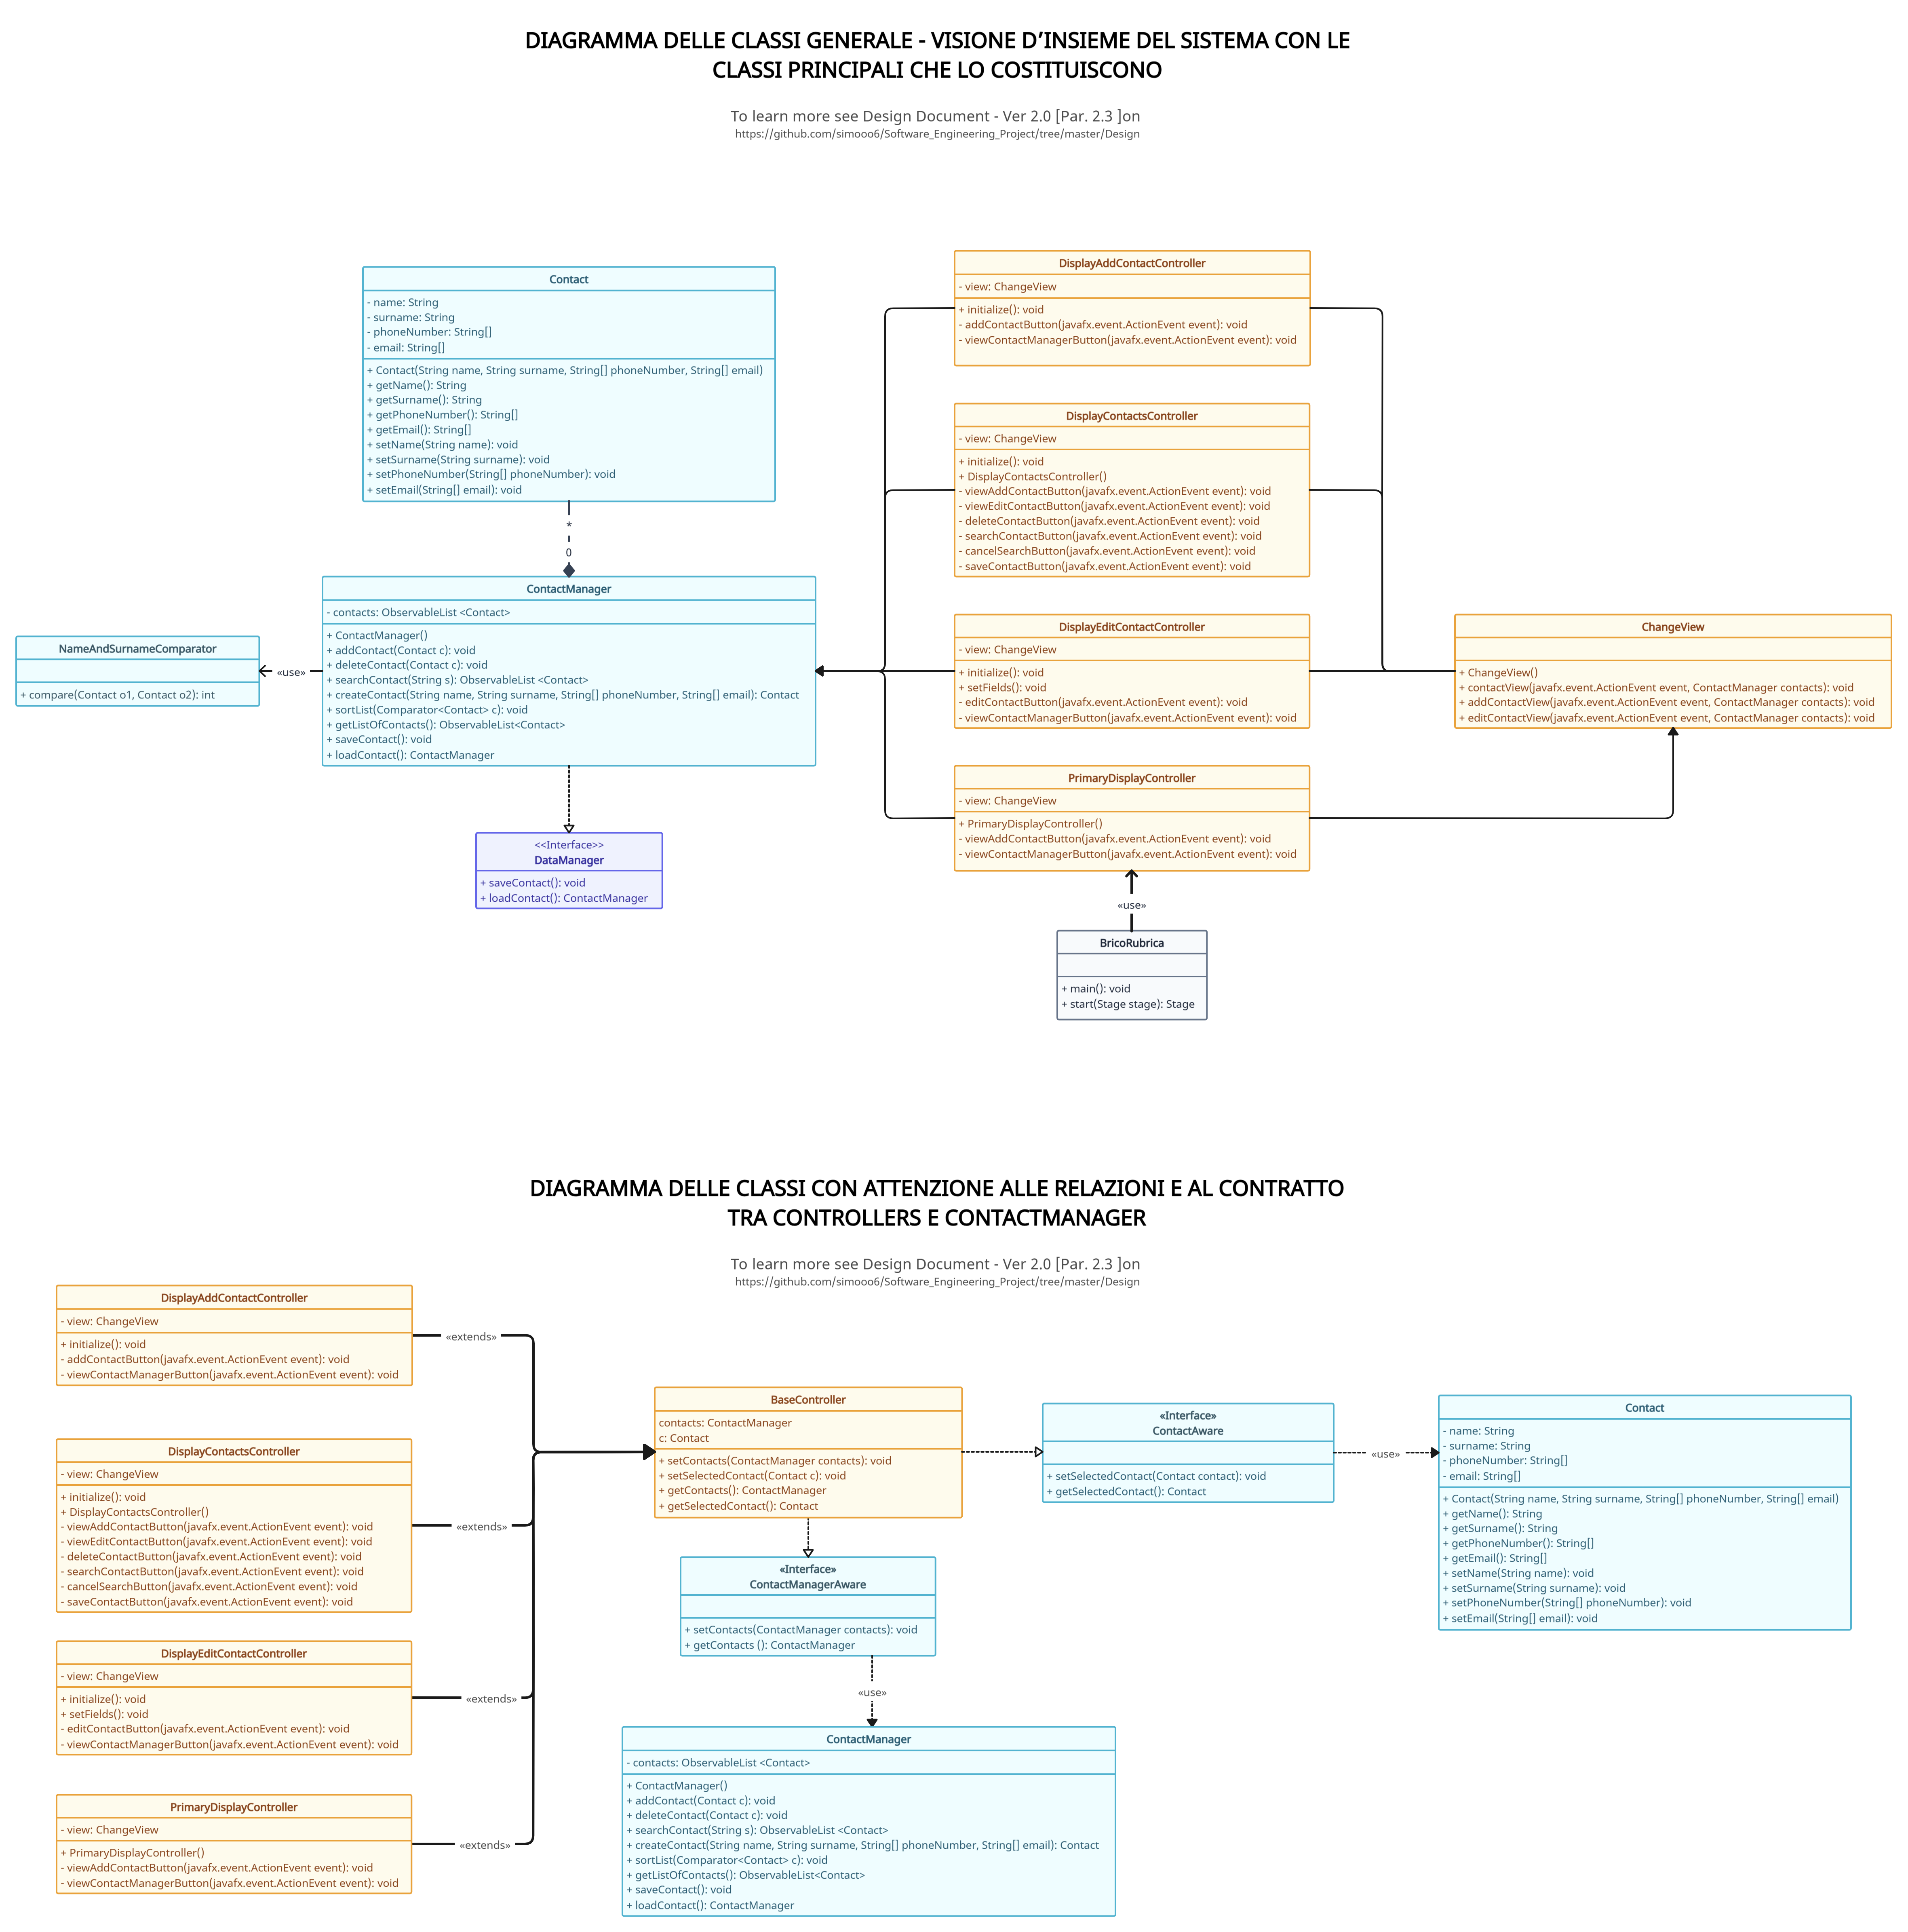 DIAGRAMMA DELLE CLASSI GENERALE - VISIONE D’INSIEME DEL SISTEMA CON LE
CLASSI PRINCIPALI CHE LO COSTITUISCONO
To learn more see Design Document - Ver 2.0 [Par. 2.3 ]on
https://github.com/simooo6/Software_Engineering_Project/tree/master/Design
Contact
- name: String
- surname: String
- phoneNumber: String[]
- email: String[]
+ Contact(String name, String surname, String[] phoneNumber, String[] email)
+ getName(): String
+ getSurname(): String
+ getPhoneNumber(): String[]
+ getEmail(): String[]
+ setName(String name): void
+ setSurname(String surname): void
+ setPhoneNumber(String[] phoneNumber): void
+ setEmail(String[] email): void
*
0
ContactManager
- contacts: ObservableList <Contact>
+ ContactManager()
+ addContact(Contact c): void
+ deleteContact(Contact c): void
+ searchContact(String s): ObservableList <Contact>
+ createContact(String name, String surname, String[] phoneNumber, String[] email): Contact
+ sortList(Comparator<Contact> c): void
+ getListOfContacts(): ObservableList<Contact>
+ saveContact(): void
+ loadContact(): ContactManager
NameAndSurnameComparator
+ compare(Contact o1, Contact o2): int
«use»
<<Interface>>
DataManager
+ saveContact(): void
+ loadContact(): ContactManager
DisplayAddContactController
- view: ChangeView
+ initialize(): void
- addContactButton(javafx.event.ActionEvent event): void
- viewContactManagerButton(javafx.event.ActionEvent event): void
DisplayContactsController
- view: ChangeView
+ initialize(): void
+ DisplayContactsController()
- viewAddContactButton(javafx.event.ActionEvent event): void
- viewEditContactButton(javafx.event.ActionEvent event): void
- deleteContactButton(javafx.event.ActionEvent event): void
- searchContactButton(javafx.event.ActionEvent event): void
- cancelSearchButton(javafx.event.ActionEvent event): void
- saveContactButton(javafx.event.ActionEvent event): void
DisplayEditContactController
- view: ChangeView
+ initialize(): void
+ setFields(): void
- editContactButton(javafx.event.ActionEvent event): void
- viewContactManagerButton(javafx.event.ActionEvent event): void
PrimaryDisplayController
- view: ChangeView
+ PrimaryDisplayController()
- viewAddContactButton(javafx.event.ActionEvent event): void
- viewContactManagerButton(javafx.event.ActionEvent event): void
«use»
BricoRubrica
+ main(): void
+ start(Stage stage): Stage
ChangeView
+ ChangeView()
+ contactView(javafx.event.ActionEvent event, ContactManager contacts): void
+ addContactView(javafx.event.ActionEvent event, ContactManager contacts): void
+ editContactView(javafx.event.ActionEvent event, ContactManager contacts): void
DIAGRAMMA DELLE CLASSI CON ATTENZIONE ALLE RELAZIONI E AL CONTRATTO
TRA CONTROLLERS E CONTACTMANAGER
To learn more see Design Document - Ver 2.0 [Par. 2.3 ]on
https://github.com/simooo6/Software_Engineering_Project/tree/master/Design
DisplayAddContactController
- view: ChangeView
+ initialize(): void
- addContactButton(javafx.event.ActionEvent event): void
- viewContactManagerButton(javafx.event.ActionEvent event): void
«extends»
DisplayContactsController
- view: ChangeView
+ initialize(): void
+ DisplayContactsController()
- viewAddContactButton(javafx.event.ActionEvent event): void
- viewEditContactButton(javafx.event.ActionEvent event): void
- deleteContactButton(javafx.event.ActionEvent event): void
- searchContactButton(javafx.event.ActionEvent event): void
- cancelSearchButton(javafx.event.ActionEvent event): void
- saveContactButton(javafx.event.ActionEvent event): void
«extends»
DisplayEditContactController
- view: ChangeView
+ initialize(): void
+ setFields(): void
- editContactButton(javafx.event.ActionEvent event): void
- viewContactManagerButton(javafx.event.ActionEvent event): void
«extends»
PrimaryDisplayController
- view: ChangeView
+ PrimaryDisplayController()
- viewAddContactButton(javafx.event.ActionEvent event): void
- viewContactManagerButton(javafx.event.ActionEvent event): void
«extends»
BaseController
contacts: ContactManager
c: Contact
+ setContacts(ContactManager contacts): void
+ setSelectedContact(Contact c): void
+ getContacts(): ContactManager
+ getSelectedContact(): Contact
«Interface»
ContactAware
+ setSelectedContact(Contact contact): void
+ getSelectedContact(): Contact
«use»
Contact
- name: String
- surname: String
- phoneNumber: String[]
- email: String[]
+ Contact(String name, String surname, String[] phoneNumber, String[] email)
+ getName(): String
+ getSurname(): String
+ getPhoneNumber(): String[]
+ getEmail(): String[]
+ setName(String name): void
+ setSurname(String surname): void
+ setPhoneNumber(String[] phoneNumber): void
+ setEmail(String[] email): void
«Interface»
ContactManagerAware
+ setContacts(ContactManager contacts): void
+ getContacts (): ContactManager
«use»
ContactManager
- contacts: ObservableList <Contact>
+ ContactManager()
+ addContact(Contact c): void
+ deleteContact(Contact c): void
+ searchContact(String s): ObservableList <Contact>
+ createContact(String name, String surname, String[] phoneNumber, String[] email): Contact
+ sortList(Comparator<Contact> c): void
+ getListOfContacts(): ObservableList<Contact>
+ saveContact(): void
+ loadContact(): ContactManager